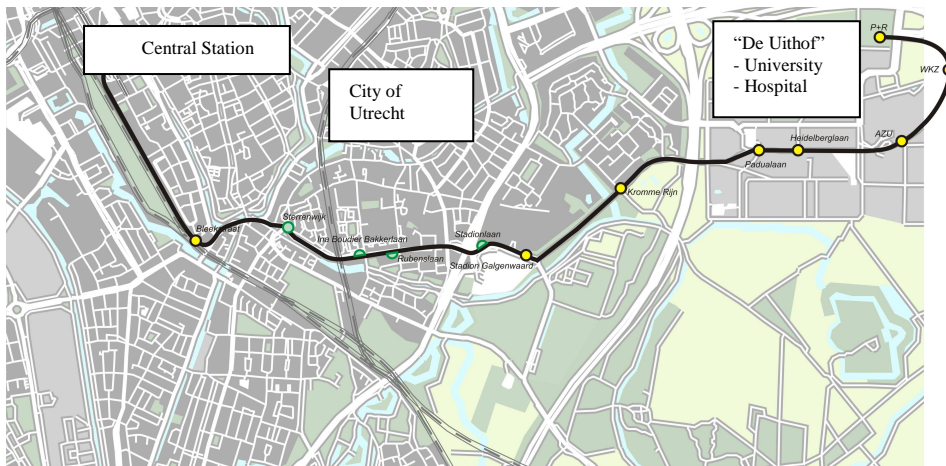 Central Station
City of
Utrecht
“De Uithof”
- University
- Hospital
P+R
WKZ
AZU
Heidelberglaan
Padualaan
Kromme Rijn
Stadionlaan
Stadion Galgenwaard
Sterrenwijk
Ina Boudier Bakkerlaan
Rubenslaan
Bleekstraat